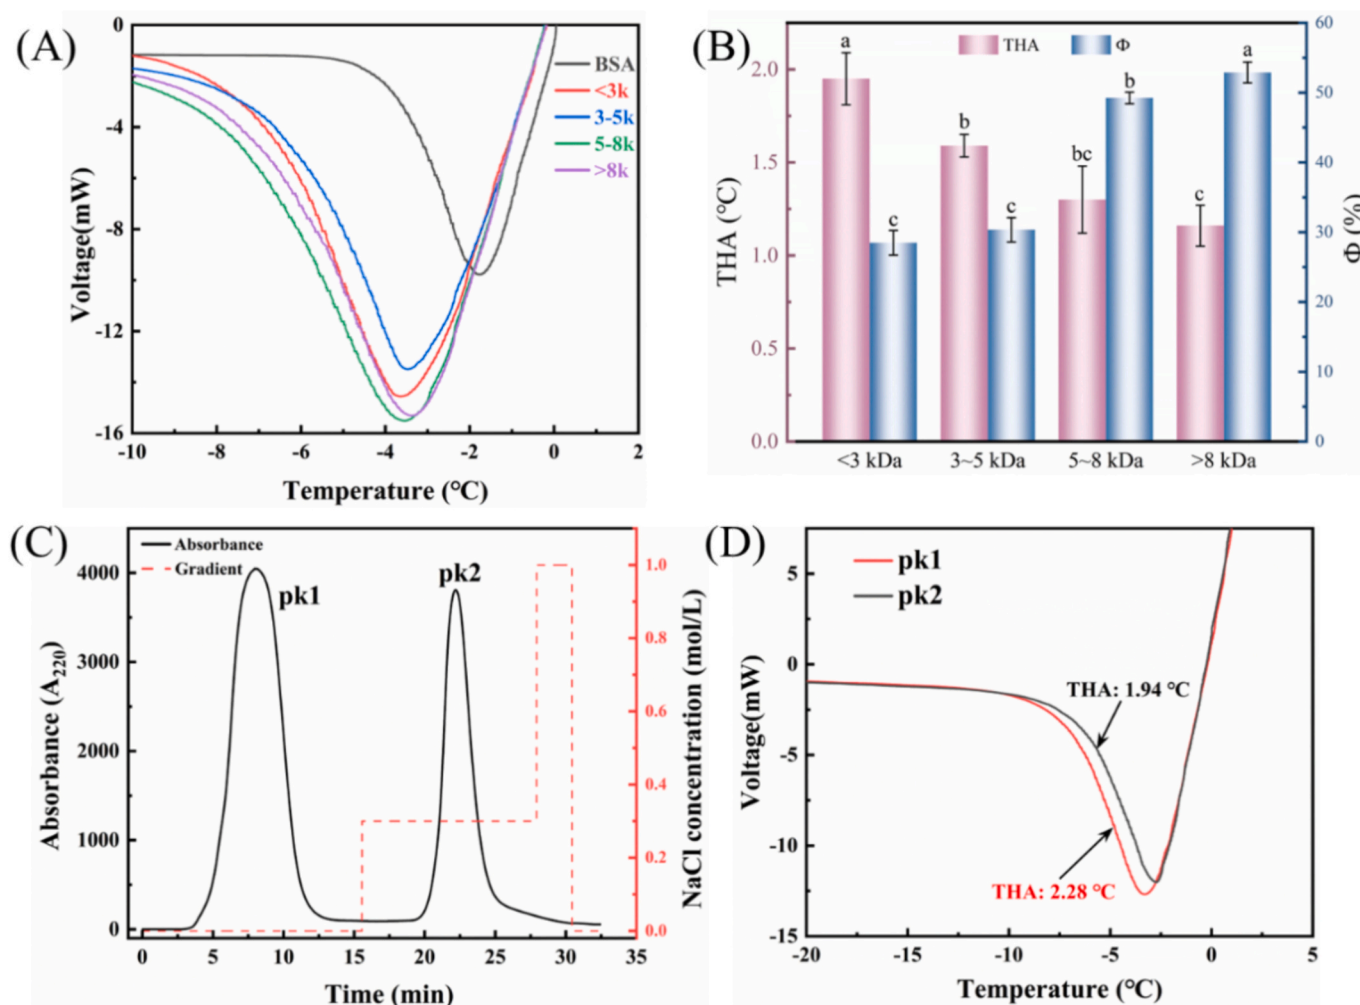 (A)
0
-4
-8
-12
-16
Voltage(mW)
BSA
<3k
3-5k
5-8k
>8k
-10
-8
-6
-4
-2
0
2
Temperature (℃)
(B)
THA
Φ
2.0
1.5
1.0
0.5
0.0
THA (℃)
a
c
b
c
bc
b
c
a
60
50
40
30
20
10
0
Φ (%)
<3 kDa
3~5 kDa
5~8 kDa
>8 kDa
(C)
Absorbance
Gradient
4000
3000
2000
1000
0
Absorbance (A220)
pk1
pk2
1.0
0.8
0.6
0.4
0.2
0.0
NaCl concentration (mol/L)
0
5
10
15
20
25
30
35
Time (min)
(D)
pk1
pk2
5
0
-5
-10
-15
Voltage(mW)
THA: 1.94 ℃
THA: 2.28 ℃
-20
-15
-10
-5
0
5
Temperature (℃)